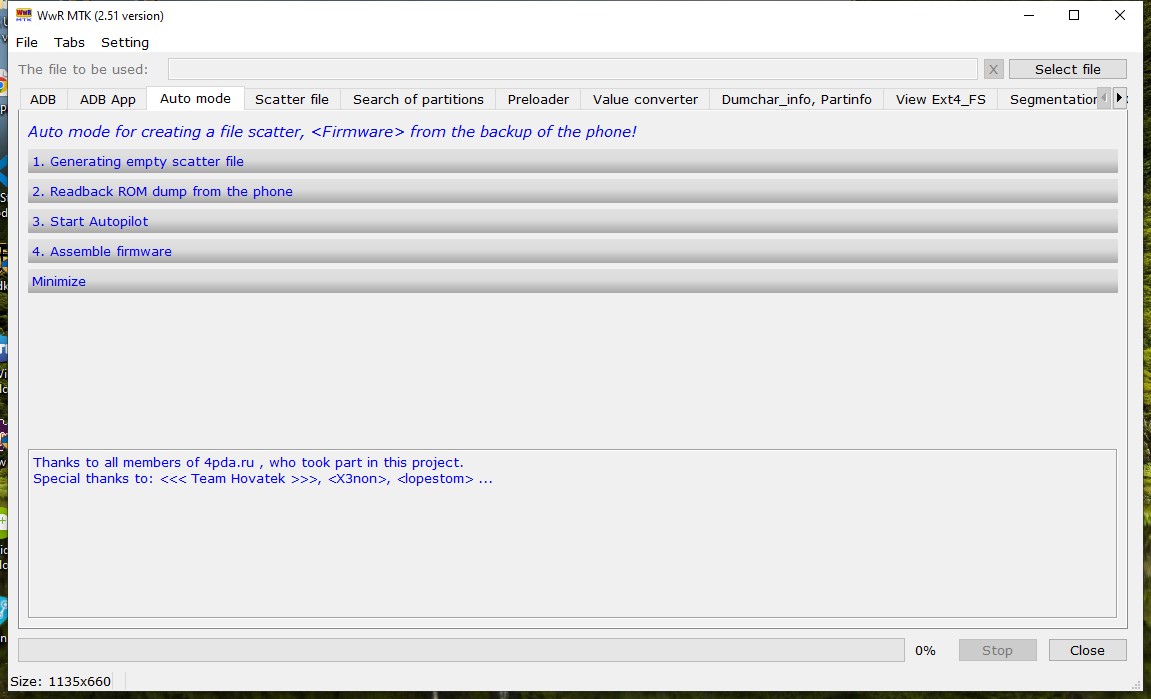 WwR MTK (2.51 version)
File Tabs Setting
The file to be used: X Select file
ADB ADB App Auto mode Scatter file Search of partitions Preloader Value converter Dumchar_info, Partinfo View Ext4_FS Segmentation
Auto mode for creating a file scatter, <Firmware> from the backup of the phone!
1. Generating empty scatter file
2. Readback ROM dump from the phone
3. Start Autopilot
4. Assemble firmware
Minimize
Thanks to all members of 4pda.ru , who took part in this project.
Special thanks to: <<< Team Hovatek >>>, <X3non>, <lopestom> ...
0% Stop Close
Size: 1135x660